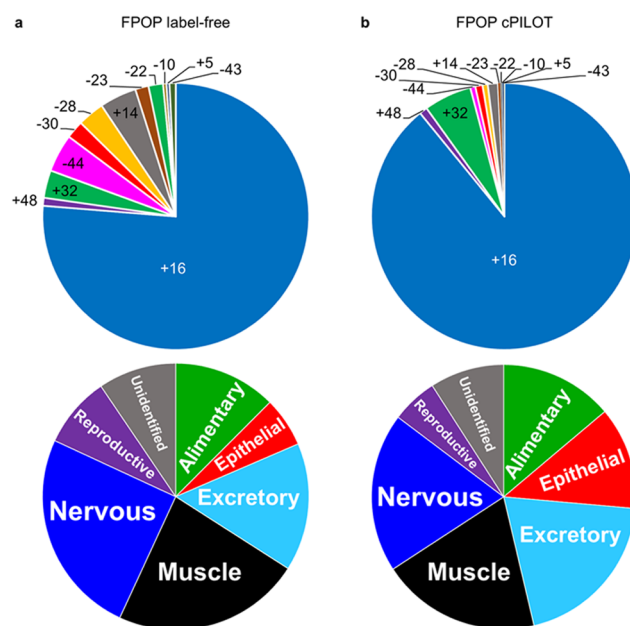 a FPOP label-free
-10
-22
+5
-43
-23
-28
+14
-30
-44
+32
+48
+16
b FPOP cPILOT
-28
+14
-23
-22
-10
+5
-43
-30
-44
+32
+48
+16
Unidentified
Alimentary
Reproductive
Epithelial
Nervous
Excretory
Muscle
Unidentified
Alimentary
Reproductive
Epithelial
Nervous
Excretory
Muscle